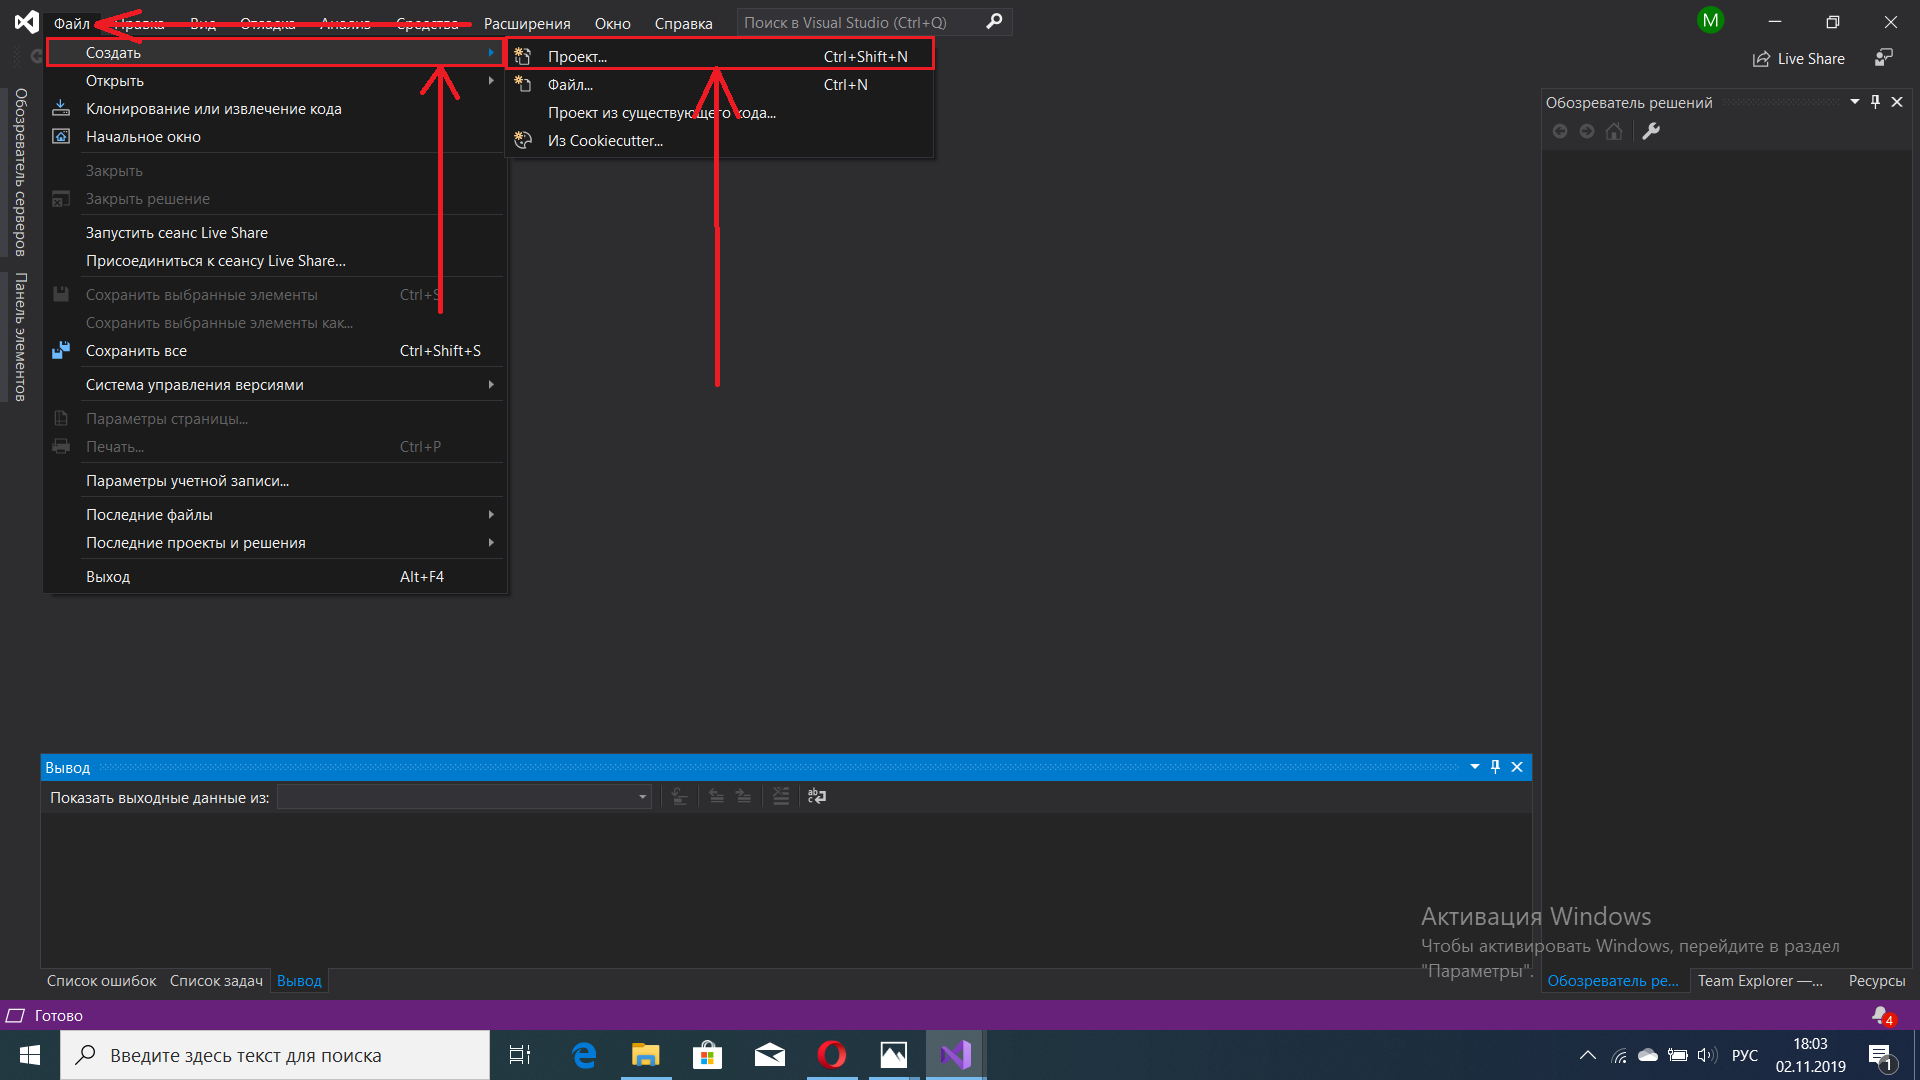 Файл Правка Вид Отладка Анализ Средства Расширения Окно Справка Поиск в Visual Studio (Ctrl+Q) M
Live Share
Создать
Открыть
Клонирование или извлечение кода
Начальное окно
Закрыть
Закрыть решение
Запустить сеанс Live Share
Присоединиться к сеансу Live Share...
Сохранить выбранные элементы Ctrl+S
Сохранить выбранные элементы как...
Сохранить все Ctrl+Shift+S
Система управления версиями
Параметры страницы...
Печать... Ctrl+P
Параметры учетной записи...
Последние файлы
Последние проекты и решения
Выход Alt+F4
Проект... Ctrl+Shift+N
Файл... Ctrl+N
Проект из существующего кода...
Из Cookiecutter...
Обозреватель серверов
Панель элементов
Обозреватель решений
Вывод
Показать выходные данные из:
Активация Windows
Чтобы активировать Windows, перейдите в раздел
"Параметры".
Список ошибок Список задач Вывод
Обозреватель ре... Team Explorer —... Ресурсы
Готово
4
Введите здесь текст для поиска
РУС
18:03
02.11.2019
1